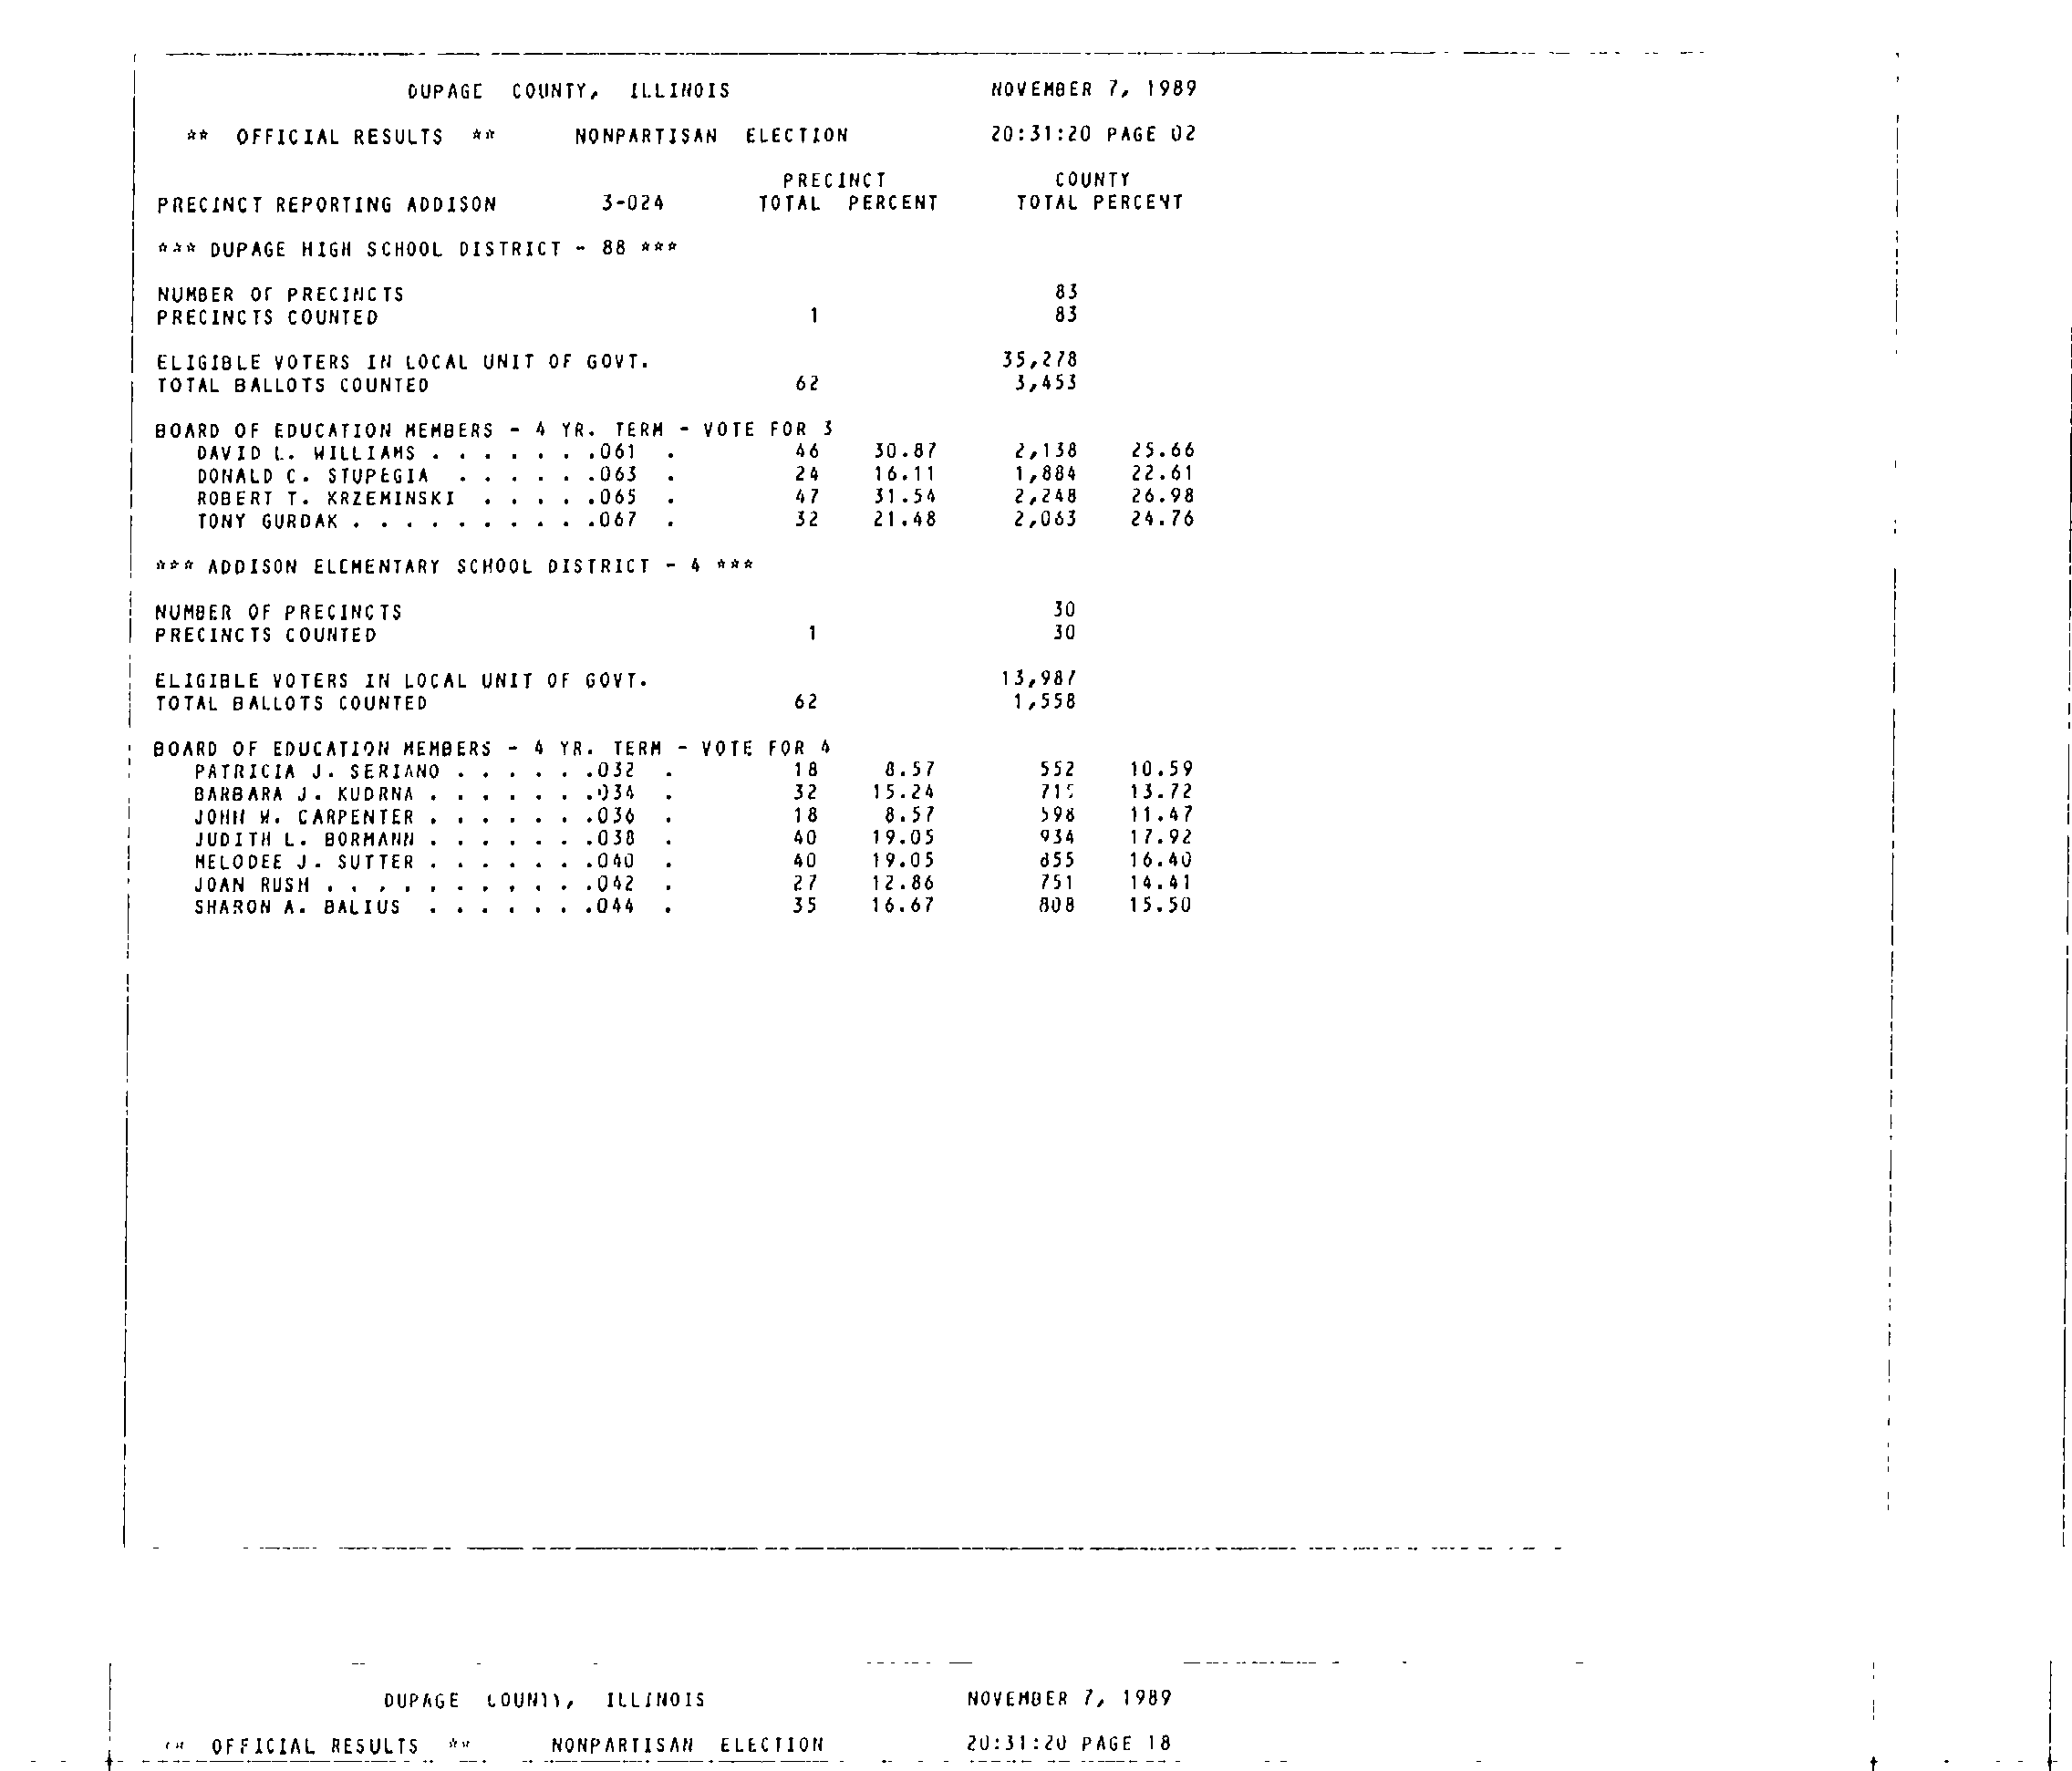 DUPAGE COUNTY, ILLINOIS NOVEMBER 7, 1989
** OFFICIAL RESULTS ** NONPARTISAN ELECTION 20:31:20 PAGE 02
PRECINCT COUNTY
PRECINCT REPORTING ADDISON 3-024 TOTAL PERCENT TOTAL PERCENT
*** DUPAGE HIGH SCHOOL DISTRICT - 88 ***
NUMBER OF PRECINCTS 83
PRECINCTS COUNTED 1 83
ELIGIBLE VOTERS IN LOCAL UNIT OF GOVT. 35,278
TOTAL BALLOTS COUNTED 62 3,453
BOARD OF EDUCATION MEMBERS - 4 YR. TERM - VOTE FOR 3
DAVID L. WILLIAMS . . . . . . .061 . 46 30.87 2,138 25.66
DONALD C. STUPEGIA . . . . . .063 . 24 16.11 1,884 22.61
ROBERT T. KRZEMINSKI . . . . .065 . 47 31.54 2,248 26.98
TONY GURDAK . . . . . . . . . .067 . 32 21.48 2,063 24.76
*** ADDISON ELEMENTARY SCHOOL DISTRICT - 4 ***
NUMBER OF PRECINCTS 30
PRECINCTS COUNTED 1 30
ELIGIBLE VOTERS IN LOCAL UNIT OF GOVT. 13,987
TOTAL BALLOTS COUNTED 62 1,558
BOARD OF EDUCATION MEMBERS - 4 YR. TERM - VOTE FOR 4
PATRICIA J. SERIANO . . . . . .032 . 18 8.57 552 10.59
BARBARA J. KUDRNA . . . . . . .034 . 32 15.24 715 13.72
JOHN W. CARPENTER . . . . . . .036 . 18 8.57 598 11.47
JUDITH L. BORMANN . . . . . . .038 . 40 19.05 934 17.92
MELODEE J. SUTTER . . . . . . .040 . 40 19.05 855 16.40
JOAN RUSH . . . . . . . . . . .042 . 27 12.86 751 14.41
SHARON A. BALIUS . . . . . . .044 . 35 16.67 808 15.50
DUPAGE COUNTY, ILLINOIS NOVEMBER 7, 1989
** OFFICIAL RESULTS ** NONPARTISAN ELECTION 20:31:20 PAGE 18